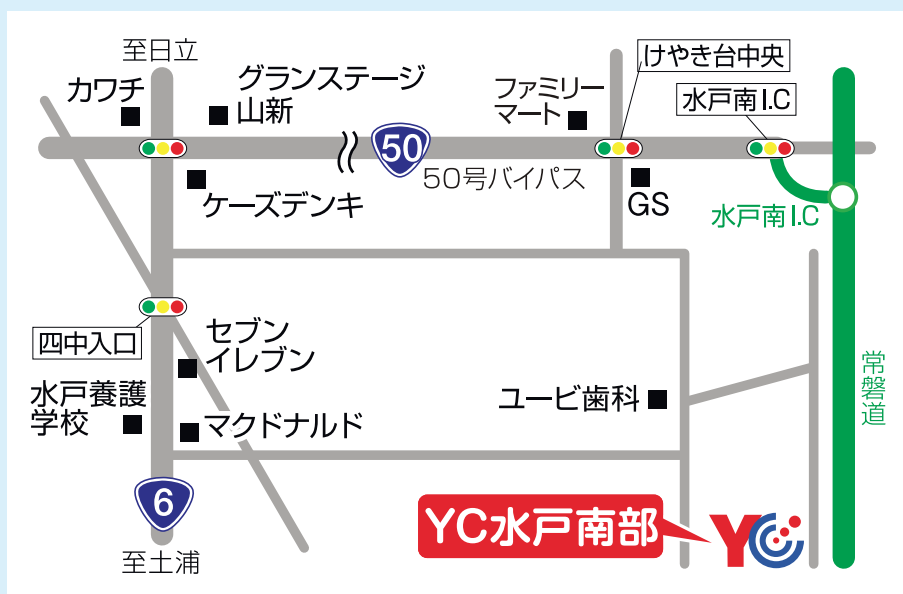 至日立
けやき台中央
カワチ
グランステージ
山新
ファミリー
マート
水戸南I.C
50
50号バイパス
ケーズデンキ
GS
水戸南I.C
四中入口
セブン
イレブン
常磐道
水戸養護
学校
マクドナルド
ユービ歯科
6
YC水戸南部
YC
至土浦